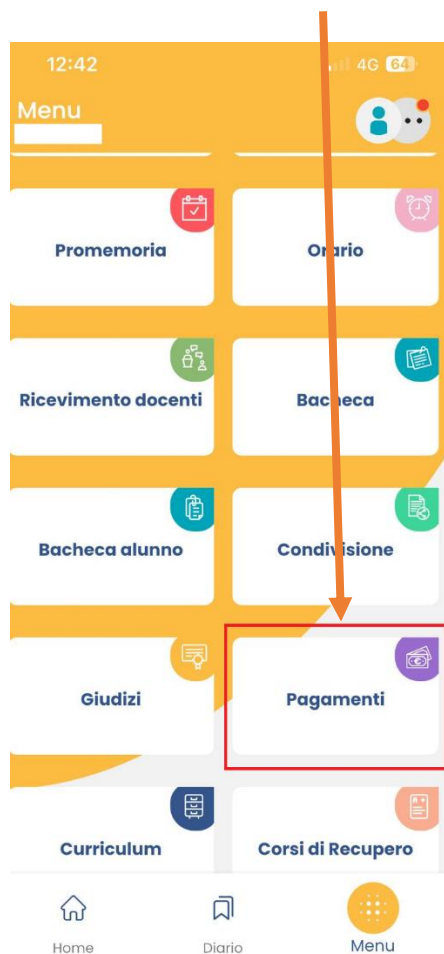 12:42 4G 64
Menu
Promemoria Orario
Ricevimento docenti Bacheca
Bacheca alunno Condivisione
Giudizi Pagamenti
Curriculum Corsi di Recupero
Home Diario Menu